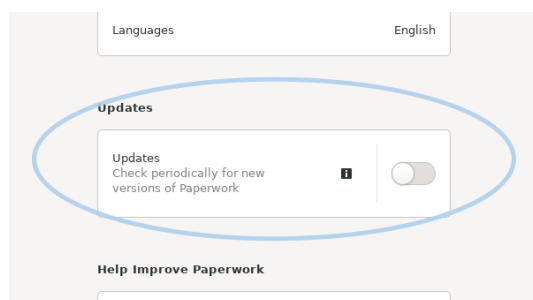 Languages English
Updates
Updates
Check periodically for new
versions of Paperwork
Help Improve Paperwork